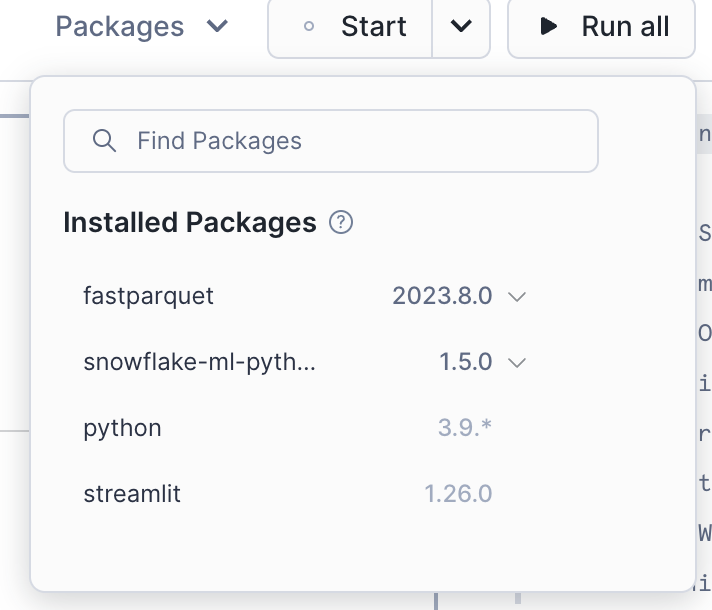 Packages
Start
Run all
Find Packages
Installed Packages ?
fastparquet 2023.8.0
snowflake-ml-pyth... 1.5.0
python 3.9.*
streamlit 1.26.0
n
S
m
O
i
r
t
W
i